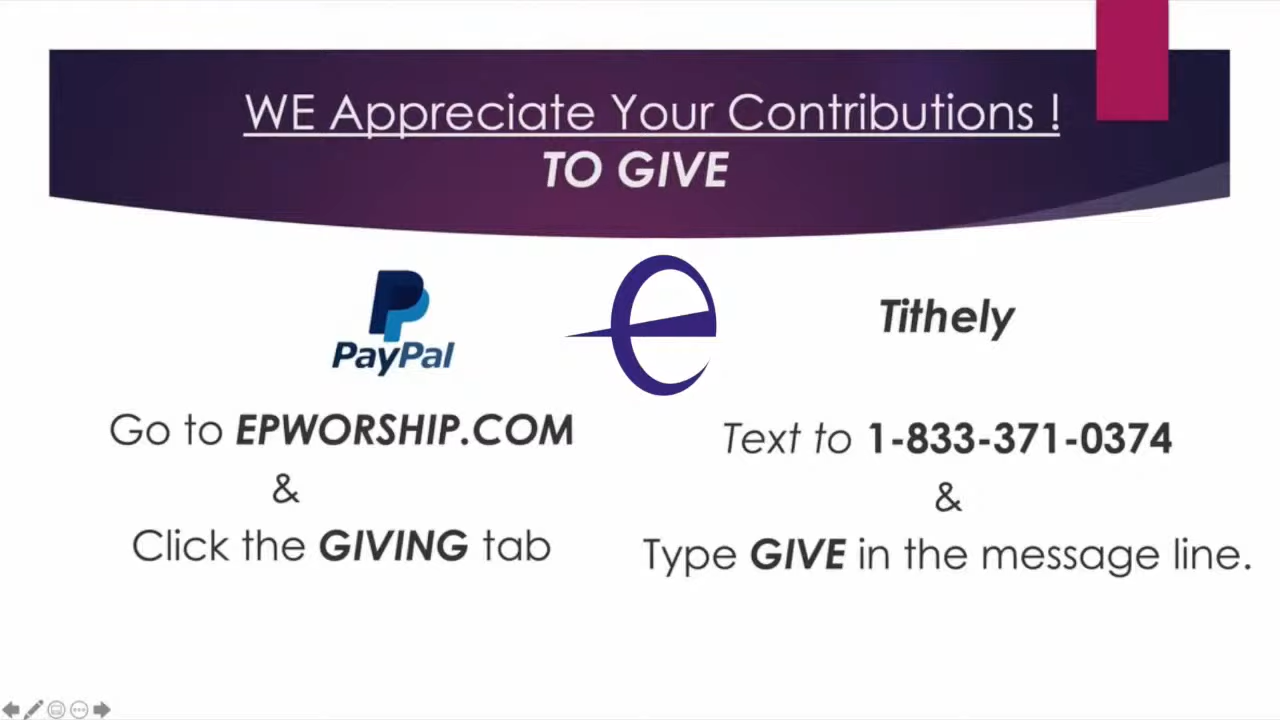 WE Appreciate Your Contributions !
TO GIVE
PayPal
Go to EPWORSHIP.COM
&
Click the GIVING tab
e
Tithely
Text to 1-833-371-0374
&
Type GIVE in the message line.